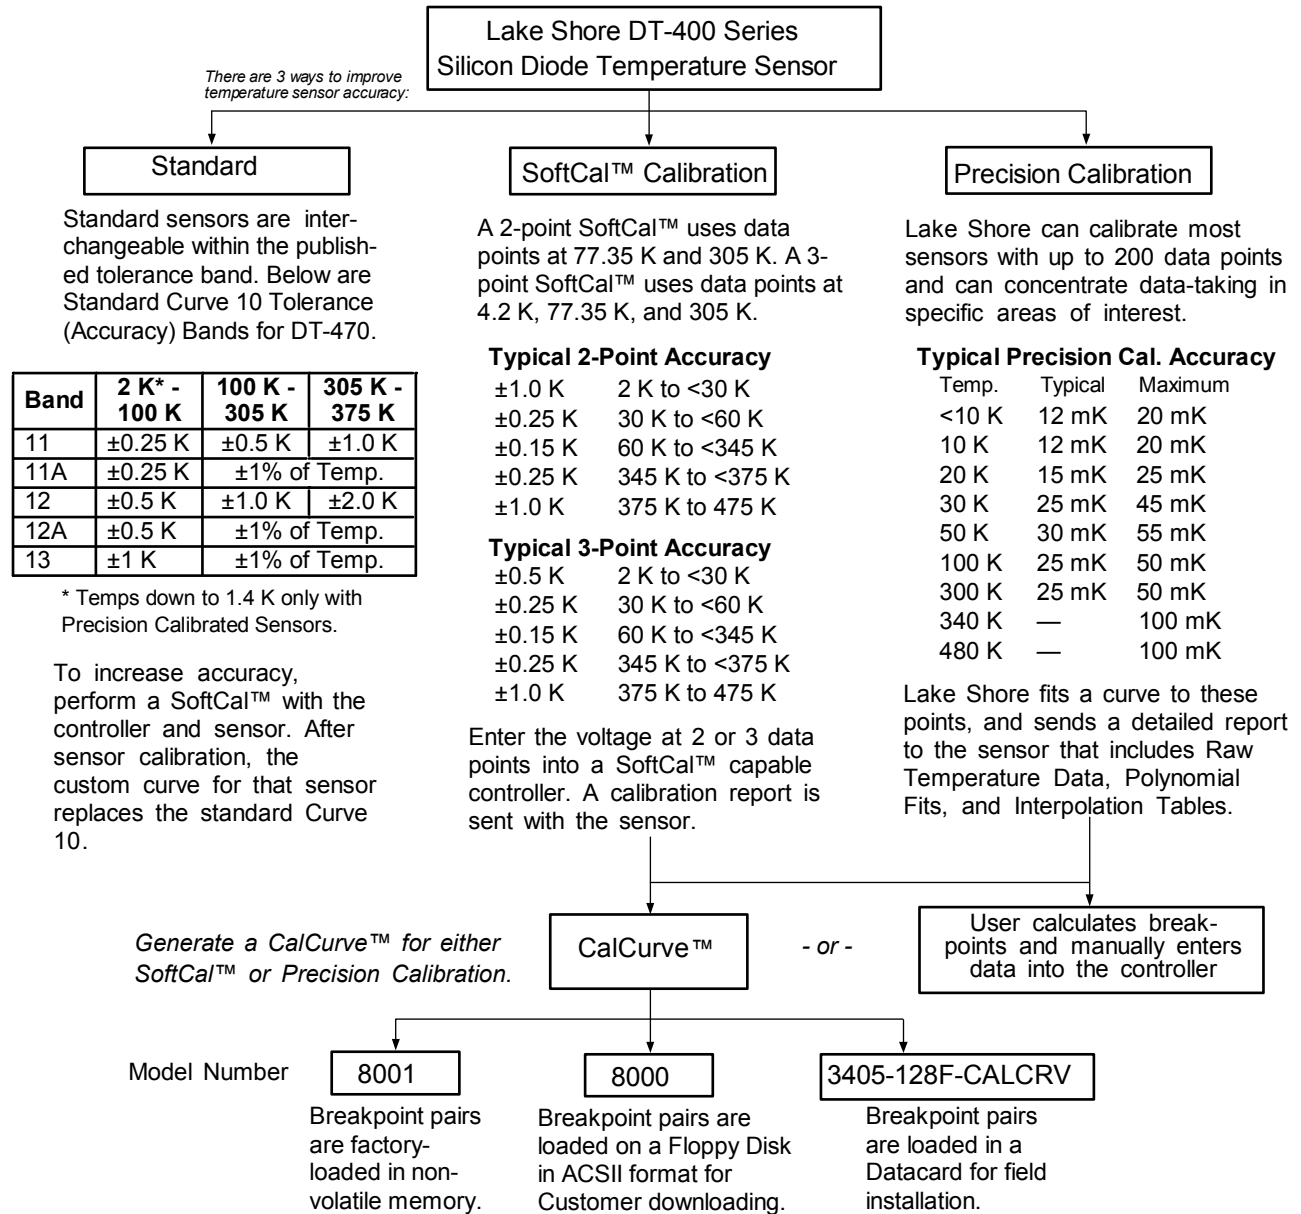 Lake Shore DT-400 Series
Silicon Diode Temperature Sensor
There are 3 ways to improve
temperature sensor accuracy:
Standard
Standard sensors are inter-
changeable within the publish-
ed tolerance band. Below are
Standard Curve 10 Tolerance
(Accuracy) Bands for DT-470.
Band 2 K* - 100 K 100 K - 305 K 305 K - 375 K
11 ±0.25 K ±0.5 K ±1.0 K
11A ±0.25 K ±1% of Temp.
12 ±0.5 K ±1.0 K ±2.0 K
12A ±0.5 K ±1% of Temp.
13 ±1 K ±1% of Temp.
* Temps down to 1.4 K only with
Precision Calibrated Sensors.
To increase accuracy,
perform a SoftCal™ with the
controller and sensor. After
sensor calibration, the
custom curve for that sensor
replaces the standard Curve
10.
SoftCal™ Calibration
A 2-point SoftCal™ uses data
points at 77.35 K and 305 K. A 3-
point SoftCal™ uses data points at
4.2 K, 77.35 K, and 305 K.
Typical 2-Point Accuracy
±1.0 K 2 K to <30 K
±0.25 K 30 K to <60 K
±0.15 K 60 K to <345 K
±0.25 K 345 K to <375 K
±1.0 K 375 K to 475 K
Typical 3-Point Accuracy
±0.5 K 2 K to <30 K
±0.25 K 30 K to <60 K
±0.15 K 60 K to <345 K
±0.25 K 345 K to <375 K
±1.0 K 375 K to 475 K
Enter the voltage at 2 or 3 data
points into a SoftCal™ capable
controller. A calibration report is
sent with the sensor.
Precision Calibration
Lake Shore can calibrate most
sensors with up to 200 data points
and can concentrate data-taking in
specific areas of interest.
Typical Precision Cal. Accuracy
Temp. Typical Maximum
<10 K 12 mK 20 mK
10 K 12 mK 20 mK
20 K 15 mK 25 mK
30 K 25 mK 45 mK
50 K 30 mK 55 mK
100 K 25 mK 50 mK
300 K 25 mK 50 mK
340 K — 100 mK
480 K — 100 mK
Lake Shore fits a curve to these
points, and sends a detailed report
to the sensor that includes Raw
Temperature Data, Polynomial
Fits, and Interpolation Tables.
Generate a CalCurve™ for either
SoftCal™ or Precision Calibration.
CalCurve™
- or -
User calculates break-
points and manually enters
data into the controller
Model Number
8001
Breakpoint pairs
are factory-
loaded in non-
volatile memory.
8000
Breakpoint pairs are
loaded on a Floppy Disk
in ACSII format for
Customer downloading.
3405-128F-CALCRV
Breakpoint pairs
are loaded in a
Datacard for field
installation.